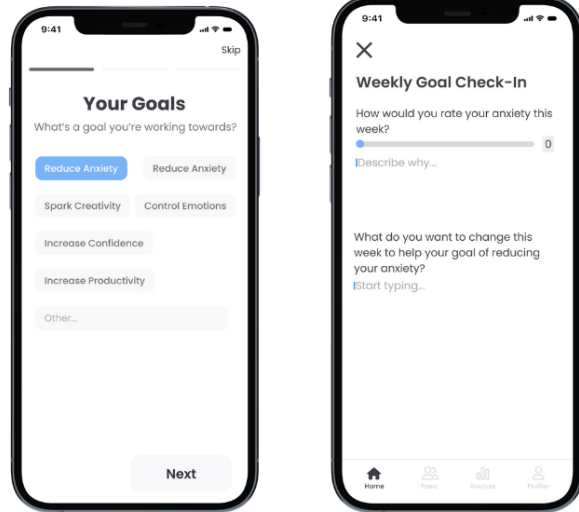 9:41
Skip
Your Goals
What's a goal you're working towards?
Reduce Anxiety
Reduce Anxiety
Spark Creativity
Control Emotions
Increase Confidence
Increase Productivity
Other...
Next
9:41
Weekly Goal Check-In
How would you rate your anxiety this
week?
0
Describe why...
What do you want to change this
week to help your goal of reducing
your anxiety?
Start typing...
Home
Feed
Analyze
Profile